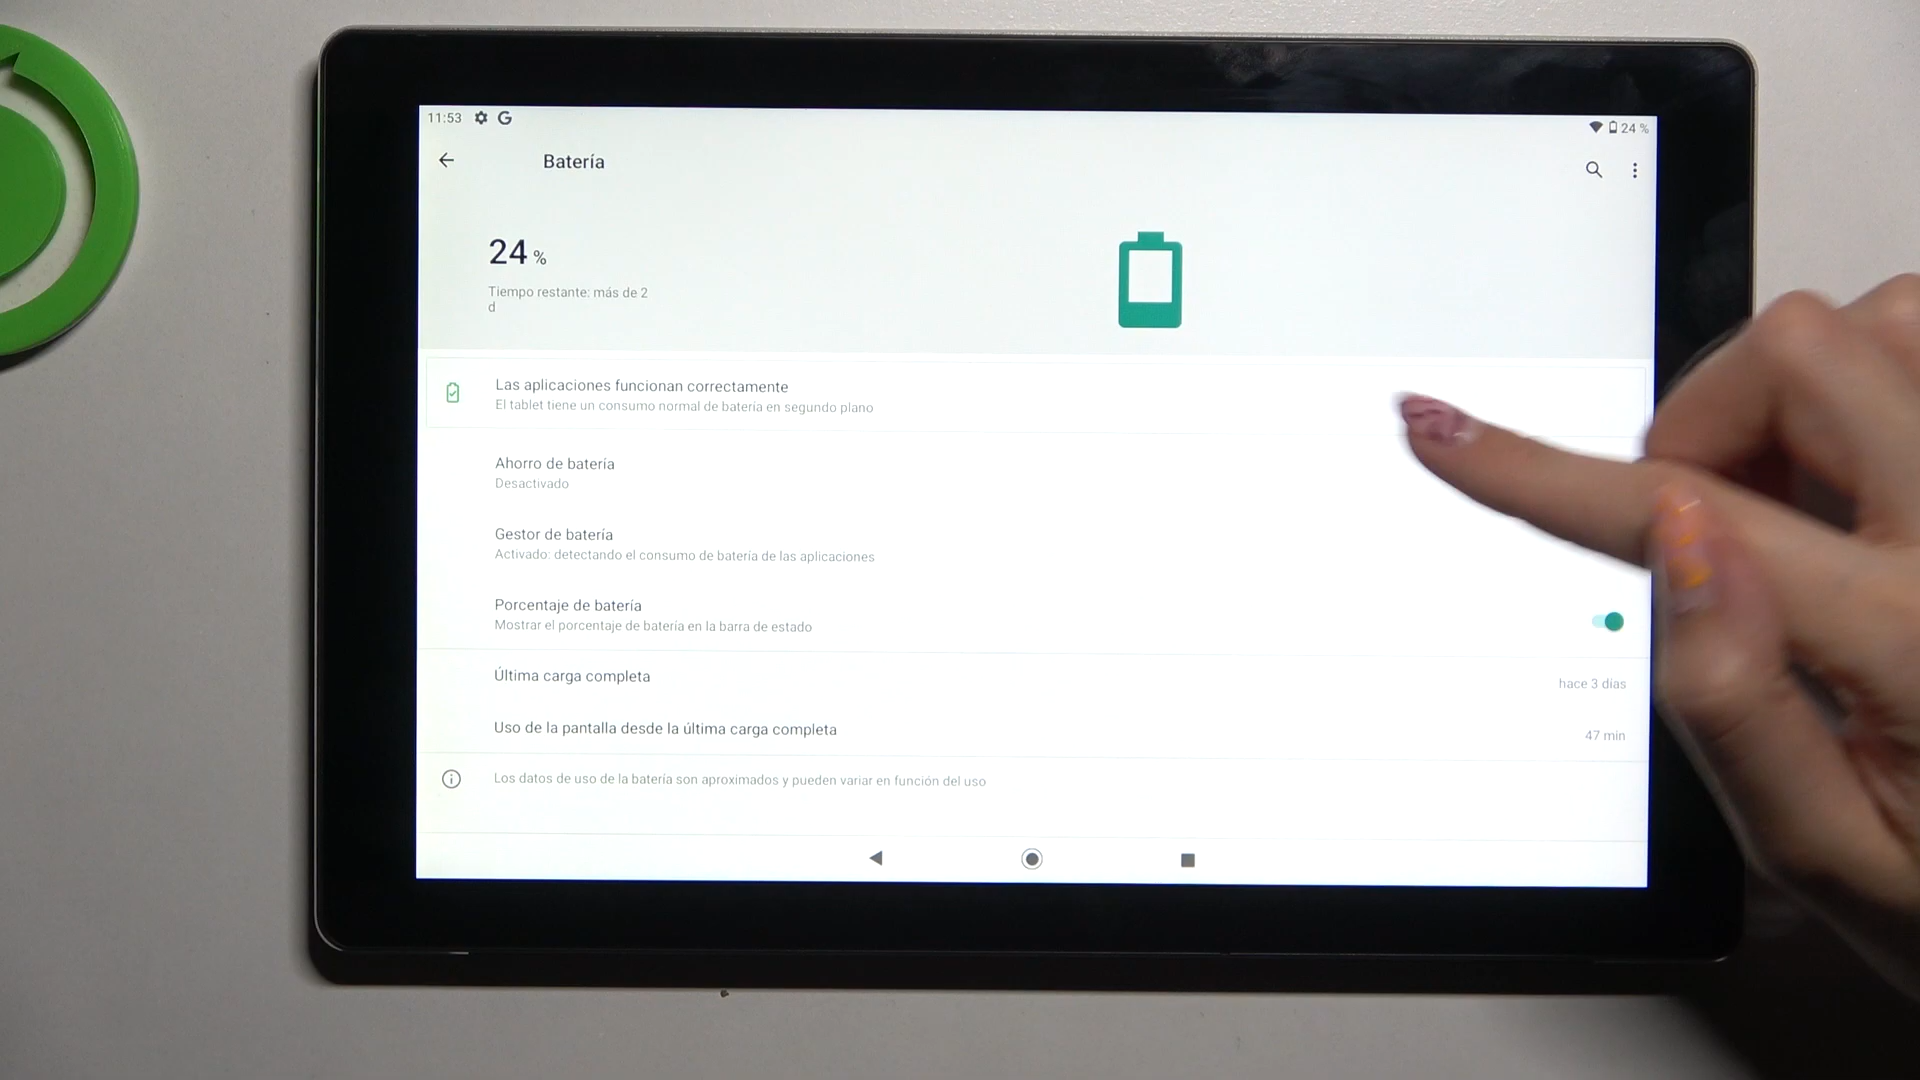 11:53 G
24 %
Batería
24 %
Tiempo restante: más de 2
d
Las aplicaciones funcionan correctamente
El tablet tiene un consumo normal de batería en segundo plano
Ahorro de batería
Desactivado
Gestor de batería
Activado: detectando el consumo de batería de las aplicaciones
Porcentaje de batería
Mostrar el porcentaje de batería en la barra de estado
Última carga completa
hace 3 días
Uso de la pantalla desde la última carga completa
47 min
Los datos de uso de la batería son aproximados y pueden variar en función del uso